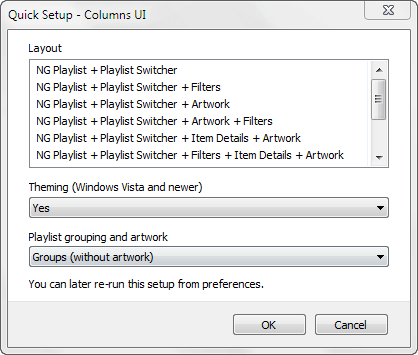 Quick Setup - Columns UI
Layout
NG Playlist + Playlist Switcher
NG Playlist + Playlist Switcher + Filters
NG Playlist + Playlist Switcher + Artwork
NG Playlist + Playlist Switcher + Artwork + Filters
NG Playlist + Playlist Switcher + Item Details + Artwork
NG Playlist + Playlist Switcher + Filters + Item Details + Artwork
Theming (Windows Vista and newer)
Yes
Playlist grouping and artwork
Groups (without artwork)
You can later re-run this setup from preferences.
OK Cancel